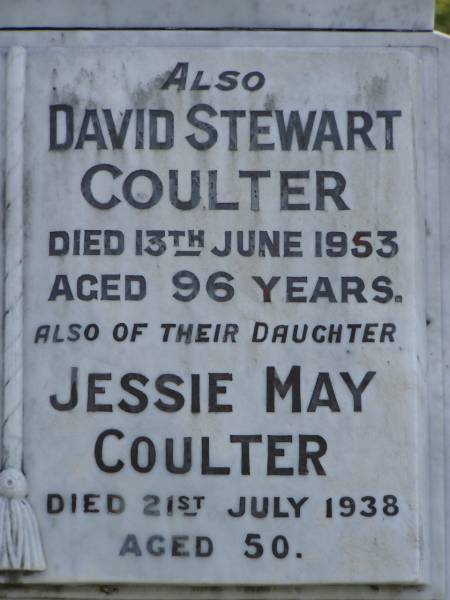 ALSO
DAVID STEWART
COULTER
DIED 13TH JUNE 1953
AGED 96 YEARS.
ALSO OF THEIR DAUGHTER
JESSIE MAY
COULTER
DIED 21ST JULY 1938
AGED 50.